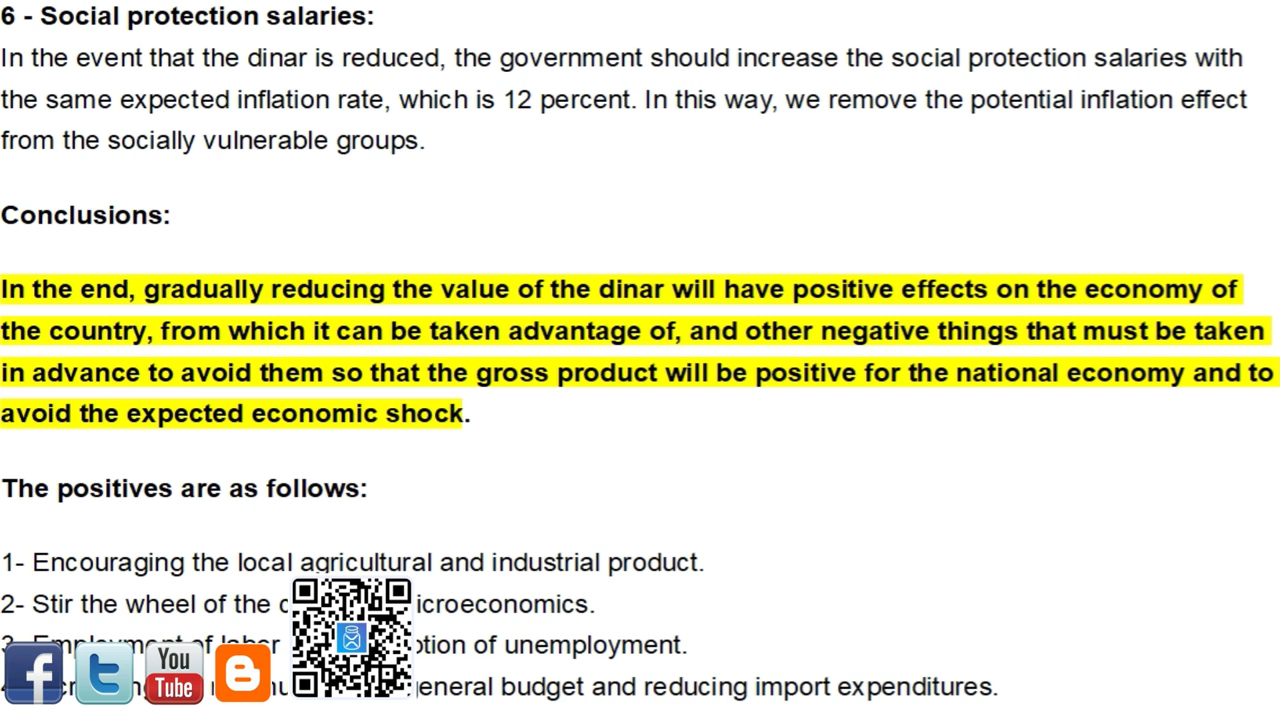 6 - Social protection salaries:
In the event that the dinar is reduced, the government should increase the social protection salaries with
the same expected inflation rate, which is 12 percent. In this way, we remove the potential inflation effect
from the socially vulnerable groups.
Conclusions:
In the end, gradually reducing the value of the dinar will have positive effects on the economy of
the country, from which it can be taken advantage of, and other negative things that must be taken
in advance to avoid them so that the gross product will be positive for the national economy and to
avoid the expected economic shock.
The positives are as follows:
1- Encouraging the local agricultural and industrial product.
2- Stir the wheel of the icroeconomics.
3- Employment of labor ption of unemployment.
general budget and reducing import expenditures.
You
Tube